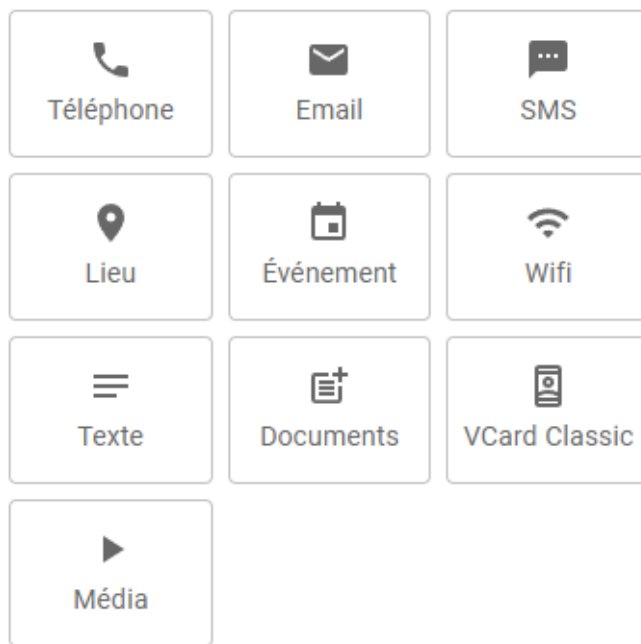 Téléphone
Email
SMS
Lieu
Événement
Wifi
Texte
Documents
VCard Classic
Média